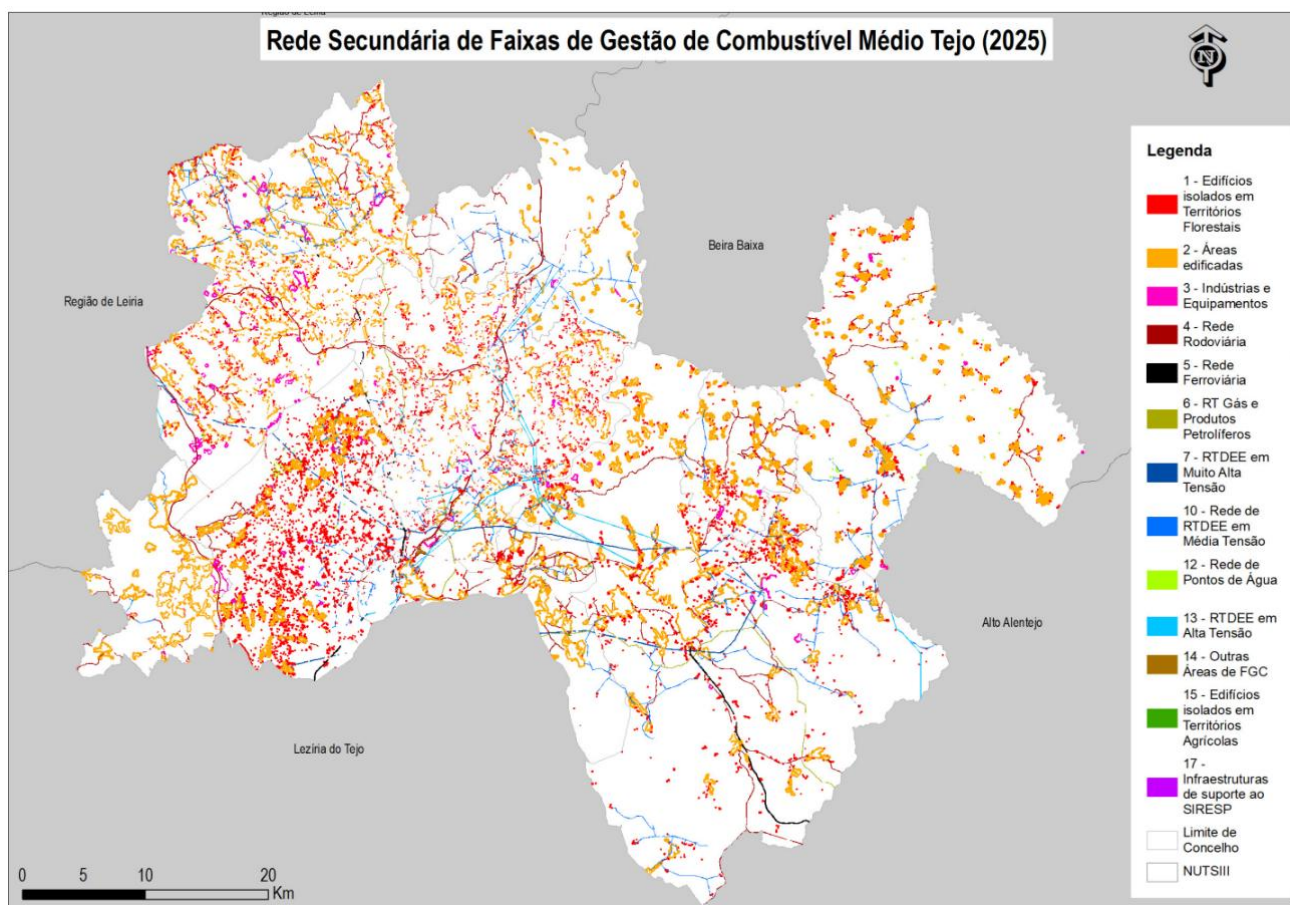 Região de Leiria
Rede Secundária de Faixas de Gestão de Combustível Médio Tejo (2025)
N
Legenda
1 - Edifícios
isolados em
Territórios
Florestais
2 - Áreas
edificadas
3 - Indústrias e
Equipamentos
4 - Rede
Rodoviária
5 - Rede
Ferroviária
6 - RT Gás e
Produtos
Petrolíferos
7 - RTDEE em
Muito Alta
Tensão
10 - Rede de
RTDEE em
Média Tensão
12 - Rede de
Pontos de Água
13 - RTDEE em
Alta Tensão
14 - Outras
Áreas de FGC
15 - Edifícios
isolados em
Territórios
Agrícolas
17 -
Infraestruturas
de suporte ao
SIRESP
Limite de
Concelho
NUTSIII
Beira Baixa
Região de Leiria
Alto Alentejo
Lezíria do Tejo
0 5 10 20
Km